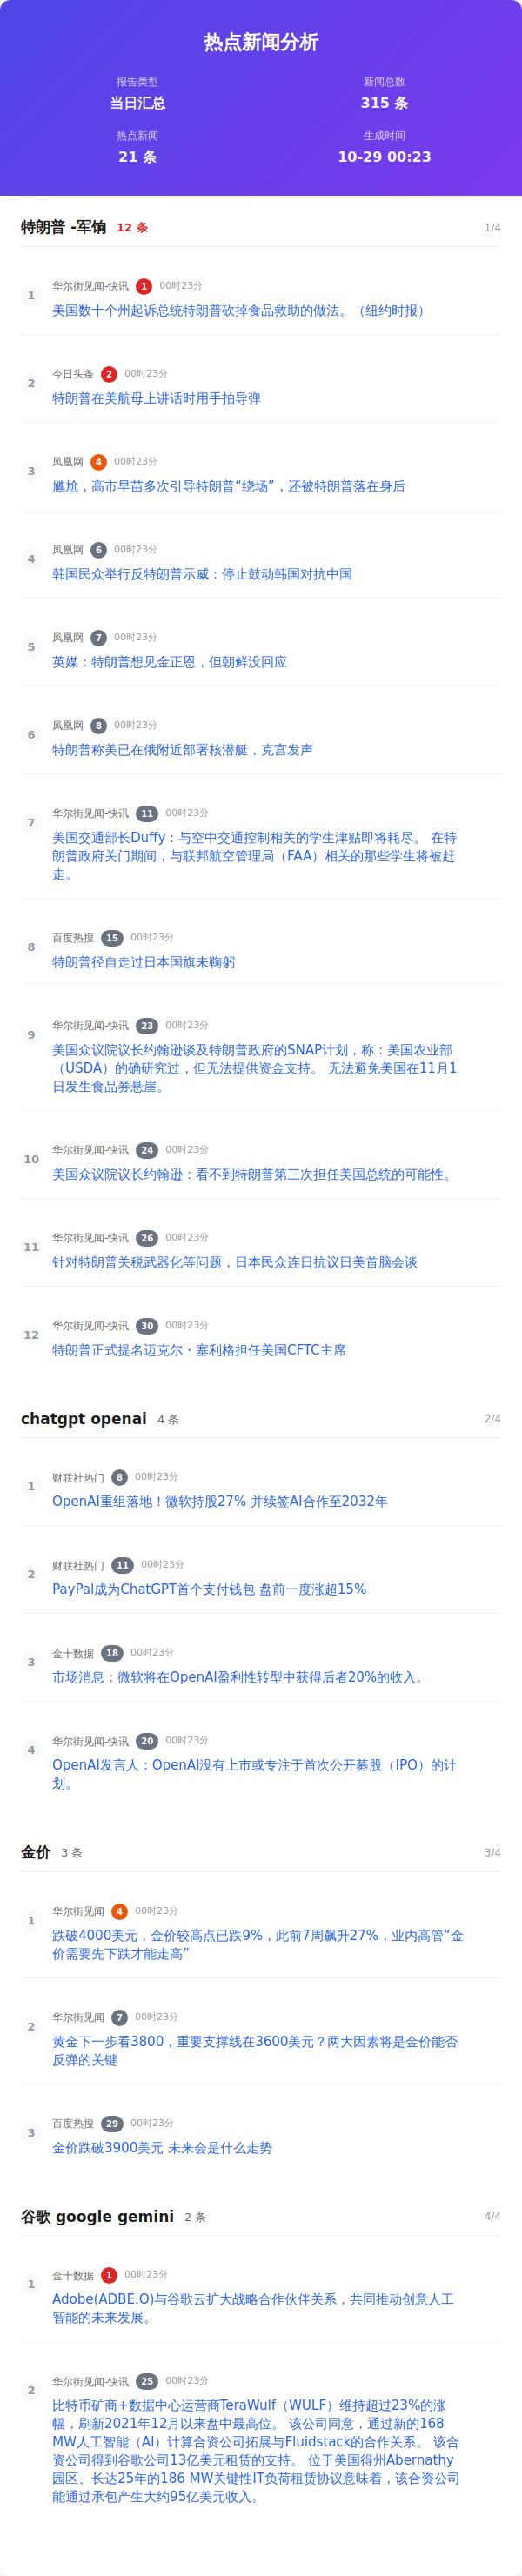 热点新闻分析
报告类型
新闻总数
当日汇总
315 条
热点新闻
生成时间
21 条
10-29 00:23
特朗普 -军饷 12 条 1/4
1
华尔街见闻-快讯 1 00时23分
美国数十个州起诉总统特朗普砍掉食品救助的做法。（纽约时报）
2
今日头条 2 00时23分
特朗普在美航母上讲话时用手拍导弹
3
凤凰网 4 00时23分
尴尬，高市早苗多次引导特朗普“绕场”，还被特朗普落在身后
4
凤凰网 6 00时23分
韩国民众举行反特朗普示威：停止鼓动韩国对抗中国
5
凤凰网 7 00时23分
英媒：特朗普想见金正恩，但朝鲜没回应
6
凤凰网 8 00时23分
特朗普称美已在俄附近部署核潜艇，克宫发声
7
华尔街见闻-快讯 11 00时23分
美国交通部长Duffy：与空中交通控制相关的学生津贴即将耗尽。 在特
朗普政府关门期间，与联邦航空管理局（FAA）相关的那些学生将被赶
走。
8
百度热搜 15 00时23分
特朗普径自走过日本国旗未鞠躬
9
华尔街见闻-快讯 23 00时23分
美国众议院议长约翰逊谈及特朗普政府的SNAP计划，称：美国农业部
（USDA）的确研究过，但无法提供资金支持。 无法避免美国在11月1
日发生食品券悬崖。
10
华尔街见闻-快讯 24 00时23分
美国众议院议长约翰逊：看不到特朗普第三次担任美国总统的可能性。
11
华尔街见闻-快讯 26 00时23分
针对特朗普关税武器化等问题，日本民众连日抗议日美首脑会谈
12
华尔街见闻-快讯 30 00时23分
特朗普正式提名迈克尔・塞利格担任美国CFTC主席
chatgpt openai 4 条 2/4
1
财联社热门 8 00时23分
OpenAI重组落地！微软持股27% 并续签AI合作至2032年
2
财联社热门 11 00时23分
PayPal成为ChatGPT首个支付钱包 盘前一度涨超15%
3
金十数据 18 00时23分
市场消息：微软将在OpenAI盈利性转型中获得后者20%的收入。
4
华尔街见闻-快讯 20 00时23分
OpenAI发言人：OpenAI没有上市或专注于首次公开募股（IPO）的计
划。
金价 3 条 3/4
1
华尔街见闻 4 00时23分
跌破4000美元，金价较高点已跌9%，此前7周飙升27%，业内高管“金
价需要先下跌才能走高”
2
华尔街见闻 7 00时23分
黄金下一步看3800，重要支撑线在3600美元？两大因素将是金价能否
反弹的关键
3
百度热搜 29 00时23分
金价跌破3900美元 未来会是什么走势
谷歌 google gemini 2 条 4/4
1
金十数据 1 00时23分
Adobe(ADBE.O)与谷歌云扩大战略合作伙伴关系，共同推动创意人工
智能的未来发展。
2
华尔街见闻-快讯 25 00时23分
比特币矿商+数据中心运营商TeraWulf（WULF）维持超过23%的涨
幅，刷新2021年12月以来盘中最高位。 该公司同意，通过新的168
MW人工智能（AI）计算合资公司拓展与Fluidstack的合作关系。 该合
资公司得到谷歌公司13亿美元租赁的支持。 位于美国得州Abernathy
园区、长达25年的186 MW关键性IT负荷租赁协议意味着，该合资公司
能通过承包产生大约95亿美元收入。